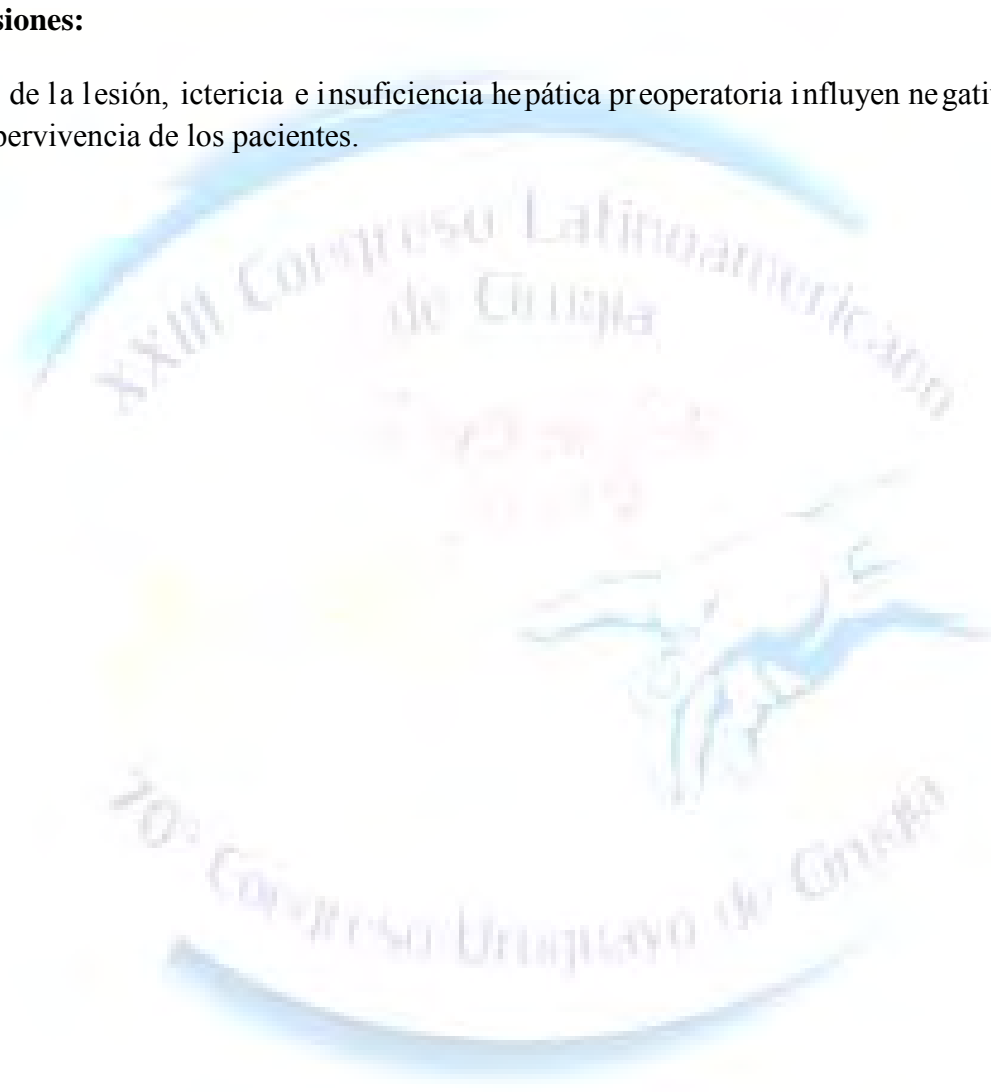 siones:
de la lesión, ictericia e insuficiencia hepática preoperatoria influyen negati
pervivencia de los pacientes.
XXIII Congreso Latinoamericano
de Cirugía
70º Congreso Uruguayo de Cirugía